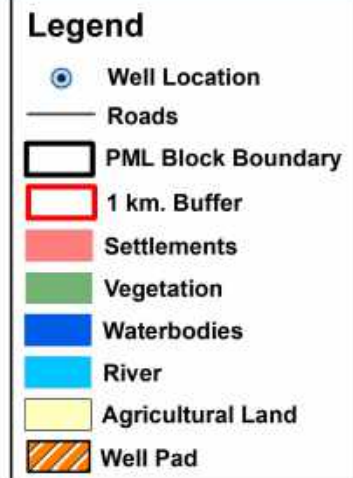 Legend
Well Location
Roads
PML Block Boundary
1 km. Buffer
Settlements
Vegetation
Waterbodies
River
Agricultural Land
Well Pad